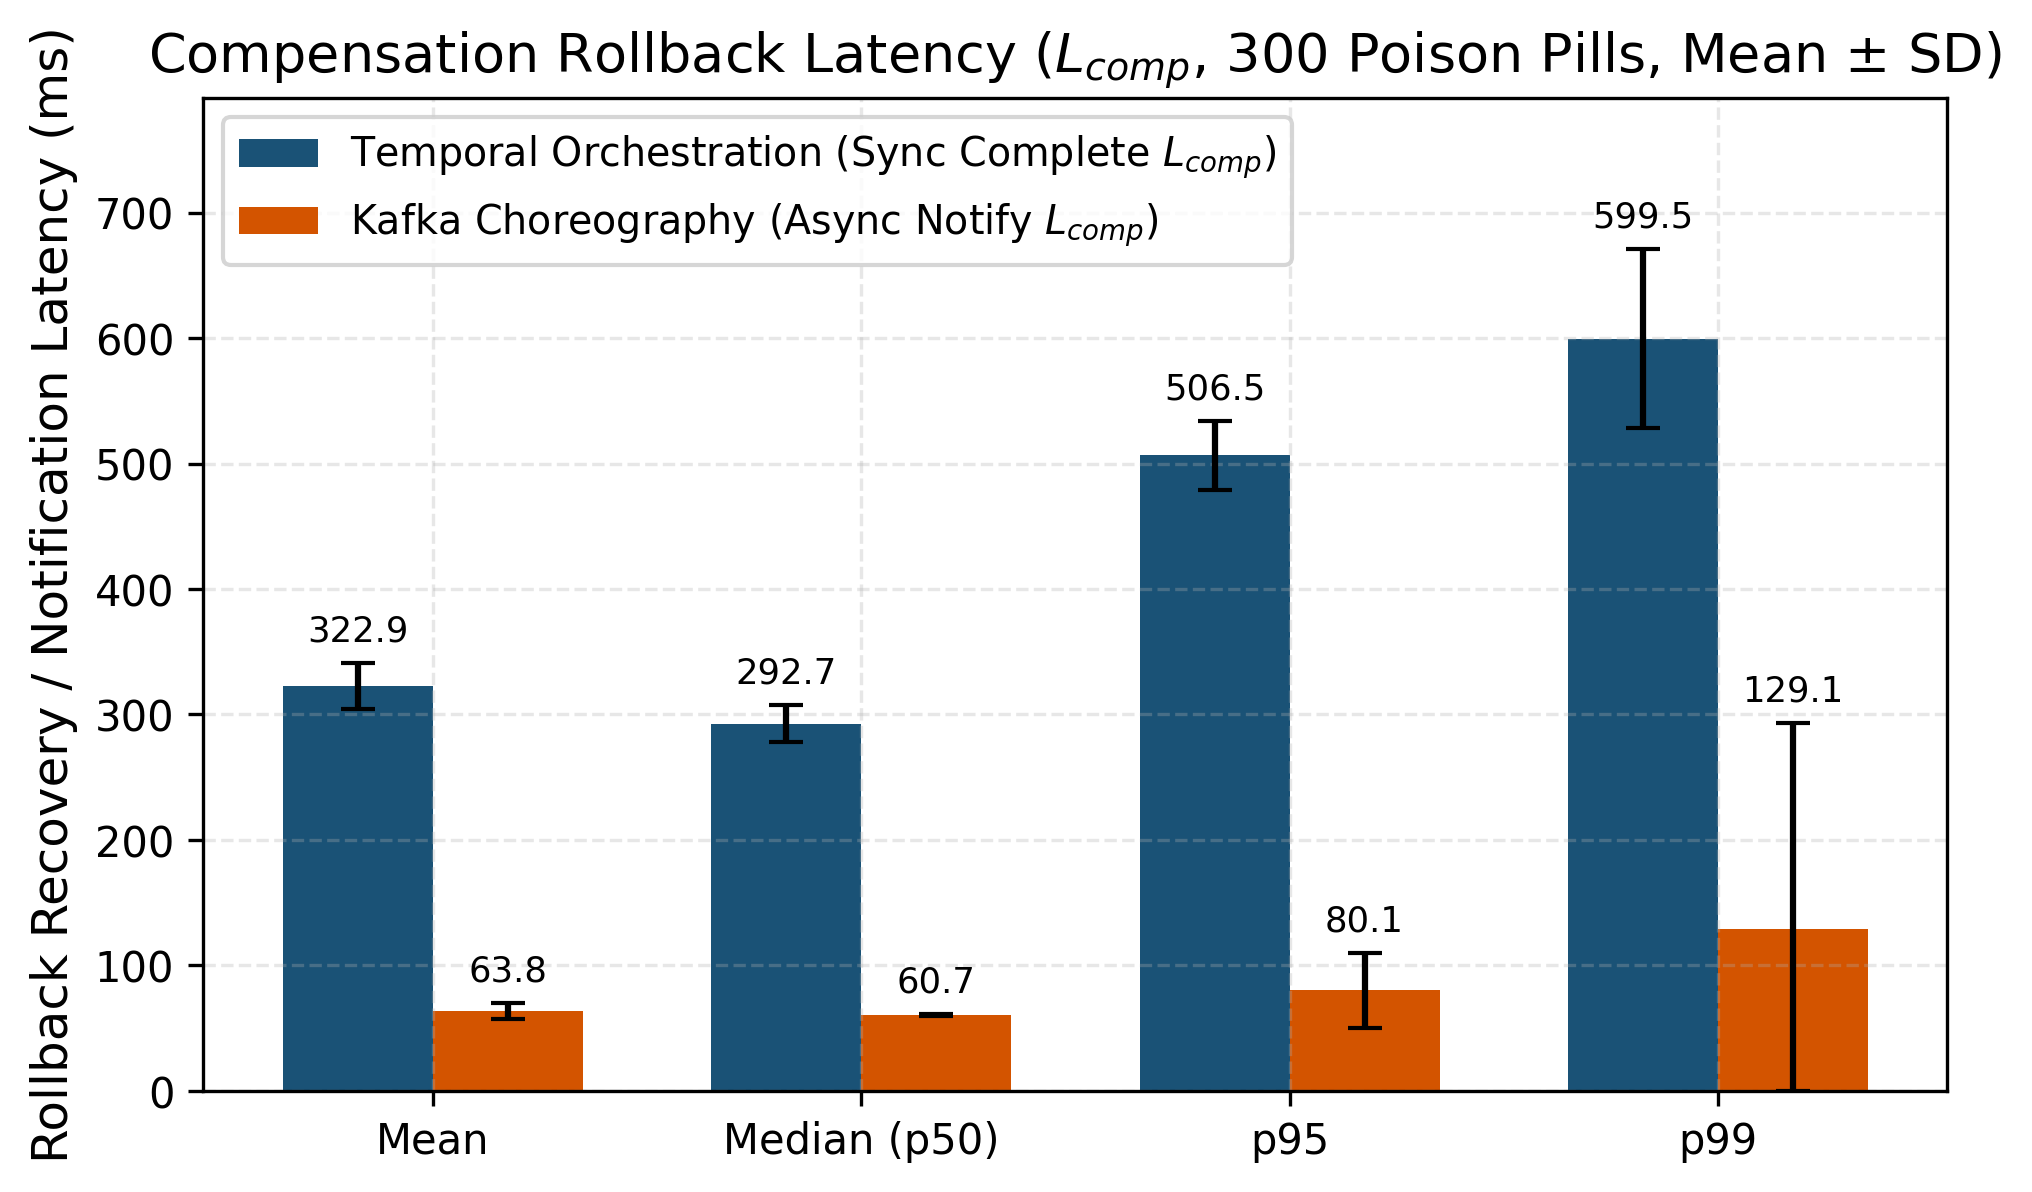 Compensation Rollback Latency (L_comp, 300 Poison Pills, Mean ± SD)
Rollback Recovery / Notification Latency (ms)
Temporal Orchestration (Sync Complete L_comp)
Kafka Choreography (Async Notify L_comp)
700
600
500
400
300
200
100
0
322.9
63.8
292.7
60.7
506.5
80.1
599.5
129.1
Mean
Median (p50)
p95
p99